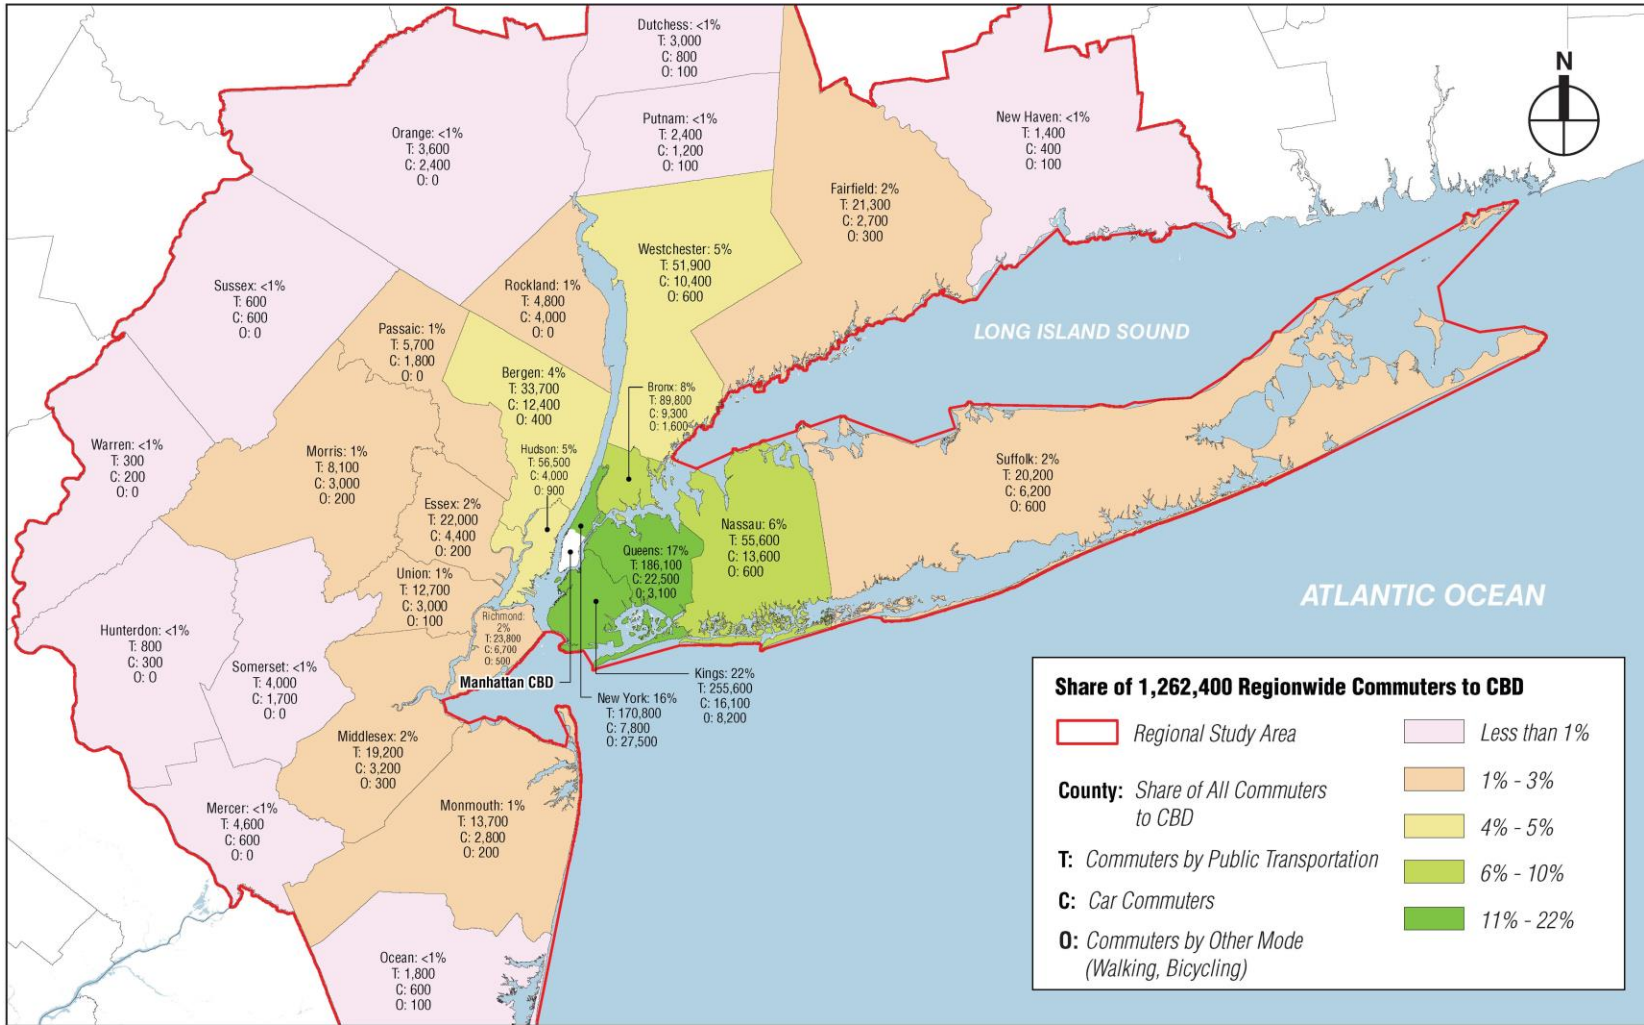 Dutchess: <1%
T: 3,000
C: 800
O: 100
N
Putnam: <1%
T: 2,400
C: 1,200
O: 100
New Haven: <1%
T: 1,400
C: 400
O: 100
Orange: <1%
T: 3,600
C: 2,400
O: 0
Fairfield: 2%
T: 21,300
C: 2,700
O: 300
Westchester: 5%
T: 51,900
C: 10,400
O: 600
Sussex: <1%
T: 600
C: 600
O: 0
Rockland: 1%
T: 4,800
C: 4,000
O: 0
Passaic: 1%
T: 5,700
C: 1,800
O: 0
LONG ISLAND SOUND
Bergen: 4%
T: 33,700
C: 12,400
O: 400
Bronx: 8%
T: 89,800
C: 9,300
O: 1,600
Warren: <1%
T: 300
C: 200
O: 0
Morris: 1%
T: 8,100
C: 3,000
O: 200
Hudson: 5%
T: 56,500
C: 4,000
O: 900
Suffolk: 2%
T: 20,200
C: 6,200
O: 600
Essex: 2%
T: 22,000
C: 4,400
O: 200
Nassau: 6%
T: 55,600
C: 13,600
O: 600
Queens: 17%
T: 186,100
C: 22,500
O: 3,100
Union: 1%
T: 12,700
C: 3,000
O: 100
ATLANTIC OCEAN
Richmond:
2%
T: 23,800
C: 6,700
O: 500
Hunterdon: <1%
T: 800
C: 300
O: 0
Somerset: <1%
T: 4,000
C: 1,700
O: 0
Manhattan CBD
Kings: 22%
T: 255,600
C: 16,100
O: 8,200
New York: 16%
T: 170,800
C: 7,800
O: 27,500
Middlesex: 2%
T: 19,200
C: 3,200
O: 300
Mercer: <1%
T: 4,600
C: 600
O: 0
Monmouth: 1%
T: 13,700
C: 2,800
O: 200
Ocean: <1%
T: 1,800
C: 600
O: 100
Share of 1,262,400 Regionwide Commuters to CBD
Regional Study Area
County: Share of All Commuters
to CBD
T: Commuters by Public Transportation
C: Car Commuters
O: Commuters by Other Mode
(Walking, Bicycling)
Less than 1%
1% - 3%
4% - 5%
6% - 10%
11% - 22%